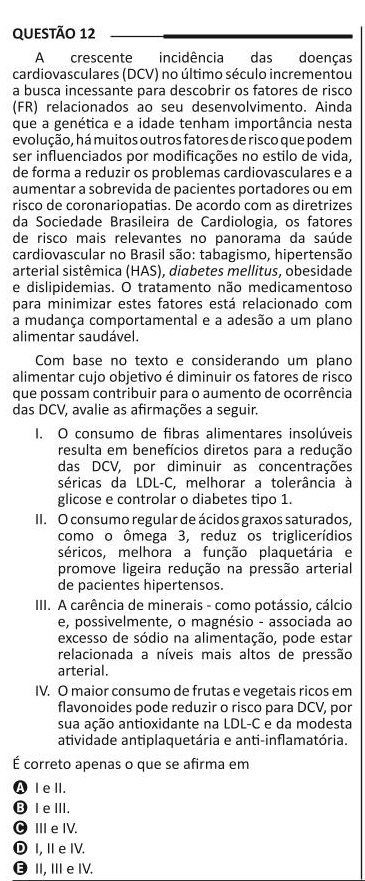 QUESTÃO 12
A crescente incidência das doenças
cardiovasculares (DCV) no último século incrementou
a busca incessante para descobrir os fatores de risco
(FR) relacionados ao seu desenvolvimento. Ainda
que a genética e a idade tenham importância nesta
evolução, há muitos outros fatores de risco que podem
ser influenciados por modificações no estilo de vida,
de forma a reduzir os problemas cardiovasculares e a
aumentar a sobrevida de pacientes portadores ou em
risco de coronariopatias. De acordo com as diretrizes
da Sociedade Brasileira de Cardiologia, os fatores
de risco mais relevantes no panorama da saúde
cardiovascular no Brasil são: tabagismo, hipertensão
arterial sistêmica (HAS), diabetes mellitus, obesidade
e dislipidemias. O tratamento não medicamentoso
para minimizar estes fatores está relacionado com
a mudança comportamental e a adesão a um plano
alimentar saudável.
Com base no texto e considerando um plano
alimentar cujo objetivo é diminuir os fatores de risco
que possam contribuir para o aumento de ocorrência
das DCV, avalie as afirmações a seguir.
I. O consumo de fibras alimentares insolúveis
resulta em benefícios diretos para a redução
das DCV, por diminuir as concentrações
séricas da LDL-C, melhorar a tolerância à
glicose e controlar o diabetes tipo 1.
II. O consumo regular de ácidos graxos saturados,
como o ômega 3, reduz os triglicerídios
séricos, melhora a função plaquetária e
promove ligeira redução na pressão arterial
de pacientes hipertensos.
III. A carência de minerais - como potássio, cálcio
e, possivelmente, o magnésio - associada ao
excesso de sódio na alimentação, pode estar
relacionada a níveis mais altos de pressão
arterial.
IV. O maior consumo de frutas e vegetais ricos em
flavonoides pode reduzir o risco para DCV, por
sua ação antioxidante na LDL-C e da modesta
atividade antiplaquetária e anti-inflamatória.
É correto apenas o que se afirma em
A I e II.
B I e III.
C III e IV.
D I, II e IV.
E II, III e IV.